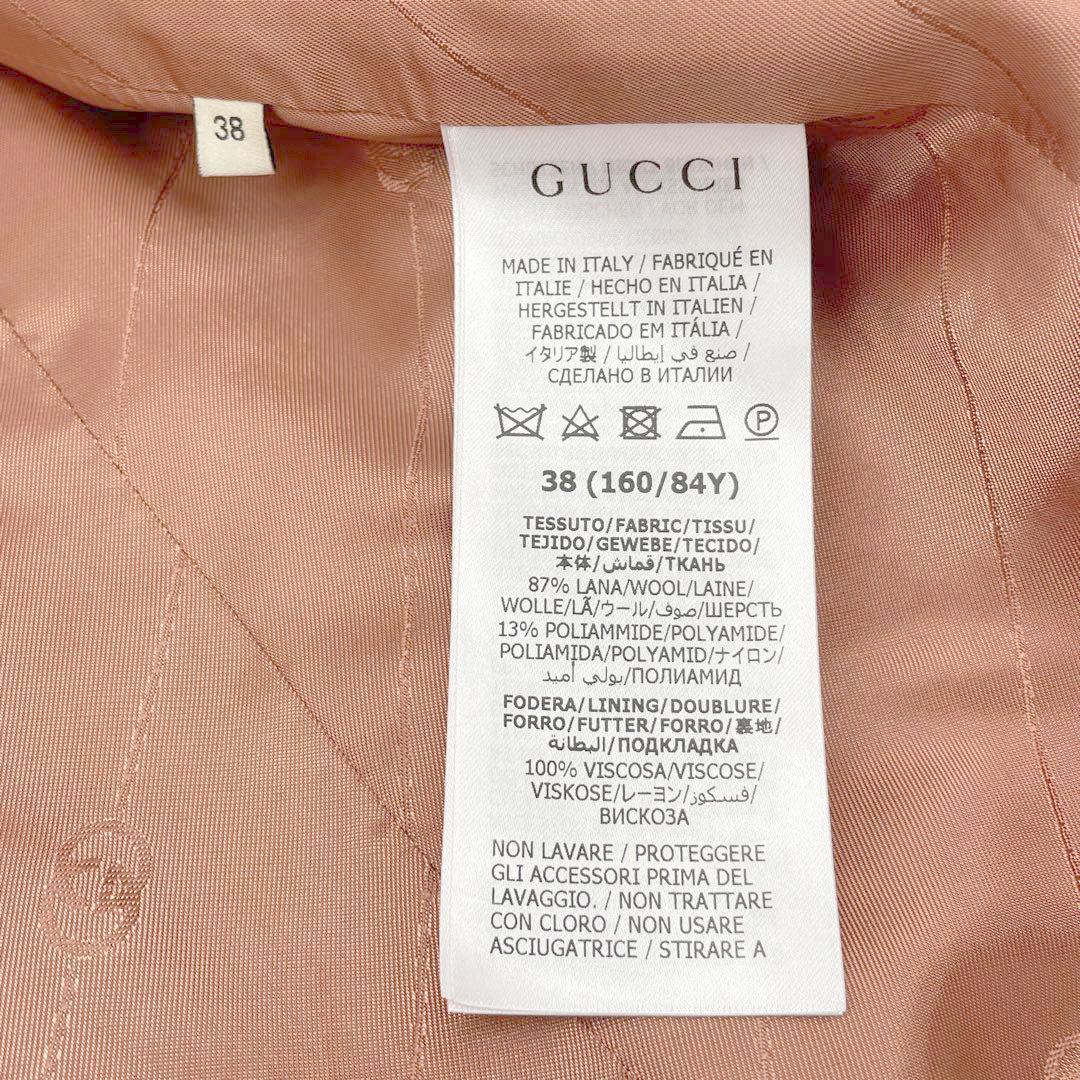 38
GUCCI
MADE IN ITALY / FABRIQUÉ EN
ITALIE / HECHO EN ITALIA /
HERGESTELLT IN ITALIEN /
FABRICADO EM ITÁLIA /
イタリア製 / صنع في إيطاليا /
СДЕЛАНО В ИТАЛИИ
P
38 (160/84Y)
TESSUTO/FABRIC/TISSU/
TEJIDO/GEWEBE/TECIDO/
本体/قماش/ТКАНЬ
87% LANA/WOOL/LAINE/
WOLLE/LÃ/ウール/صوف/ШЕРСТЬ
13% POLIAMMIDE/POLYAMIDE/
POLIAMIDA/POLYAMID/ナイロン/
بولي أميد/ПОЛИАМИД
FODERA/LINING/DOUBLURE/
FORRO/FUTTER/FORRO/裏地/
البطانة/ПОДКЛАДКА
100% VISCOSA/VISCOSE/
VISKOSE/レーヨン/فسكوز/
ВИСКОЗА
NON LAVARE / PROTEGGERE
GLI ACCESSORI PRIMA DEL
LAVAGGIO. / NON TRATTARE
CON CLORO / NON USARE
ASCIUGATRICE / STIRARE A